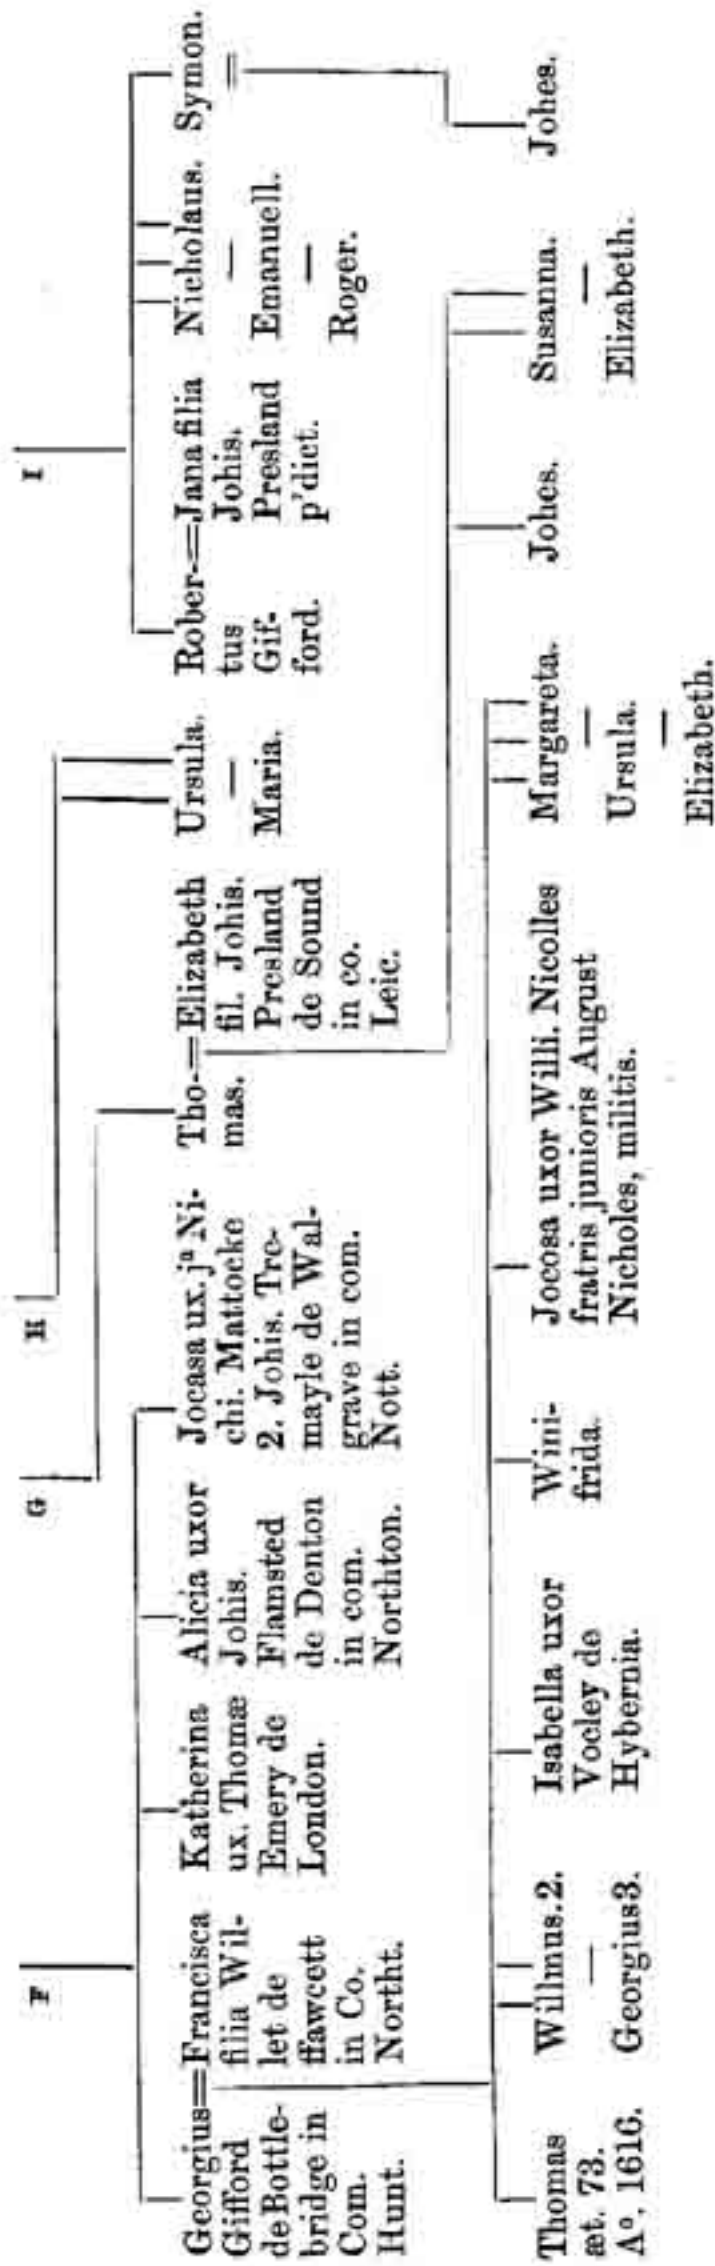 F
G
H
I
Georgius=Francisca
Gifford
de Bottle-
bridge in
Com.
Hunt.
filia Wil-
let de
ffawcett
in Co.
Northt.
Katherina
ux. Thomæ
Emery de
London.
Alicia uxor
Johis.
Flamsted
de Denton
in com.
Northton.
Jocasa ux. jᵃ Ni-
chi. Mattocke
2. Johis. Tre-
mayle de Wal-
grave in com.
Nott.
Tho-=Elizabeth
mas.
fil. Johis.
Presland
de Sound
in co.
Leic.
Ursula.
—
Maria.
Rober-=Jana filia
tus
Gif-
ford.
Johis.
Presland
p'dict.
Nicholaus.
—
Emanuell.
—
Roger.
Symon.
=
Thomas
æt. 73.
Aº, 1616.
Willmus. 2.
—
Georgius 3.
Isabella uxor
Vocley de
Hybernia.
Wini-
frida.
Jocosa uxor Willi. Nicolles
fratris junioris August
Nicholes, militis.
Margareta.
—
Ursula.
—
Elizabeth.
Johes.
Susanna.
—
Elizabeth.
Johes.